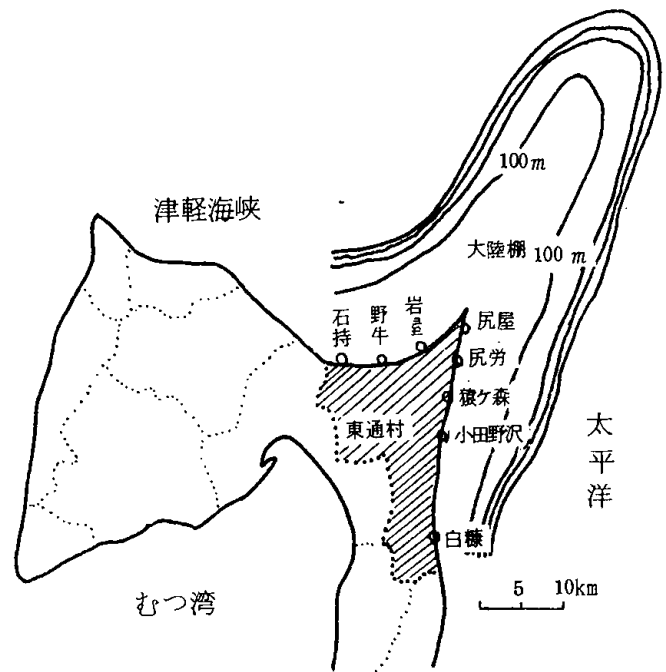 津軽海峡
100m
大陸棚
100m
石持
野牛
岩屋
尻屋
尻労
猿ケ森
東通村
小田野沢
太平洋
白糠
むつ湾
5 10km